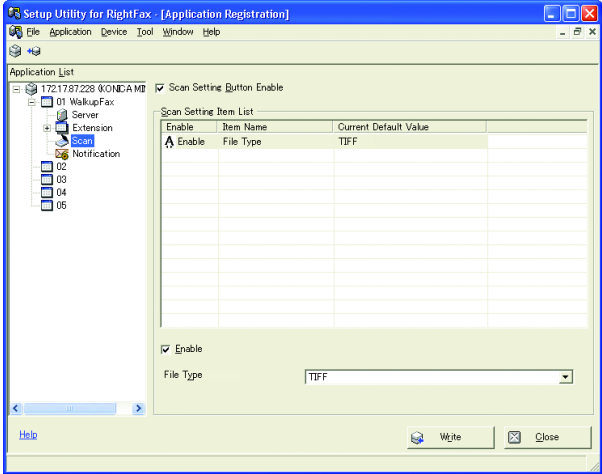 Setup Utility for RightFax - [Application Registration]
File Application Device Tool Window Help
Application List
172.17.87.228 (KONICA MI
01 WalkupFax
Server
Extension
Scan
Notification
02
03
04
05
Scan Setting Button Enable
Scan Setting Item List
Enable Item Name Current Default Value
A Enable File Type TIFF
Enable
File Type TIFF
Help
Write Close